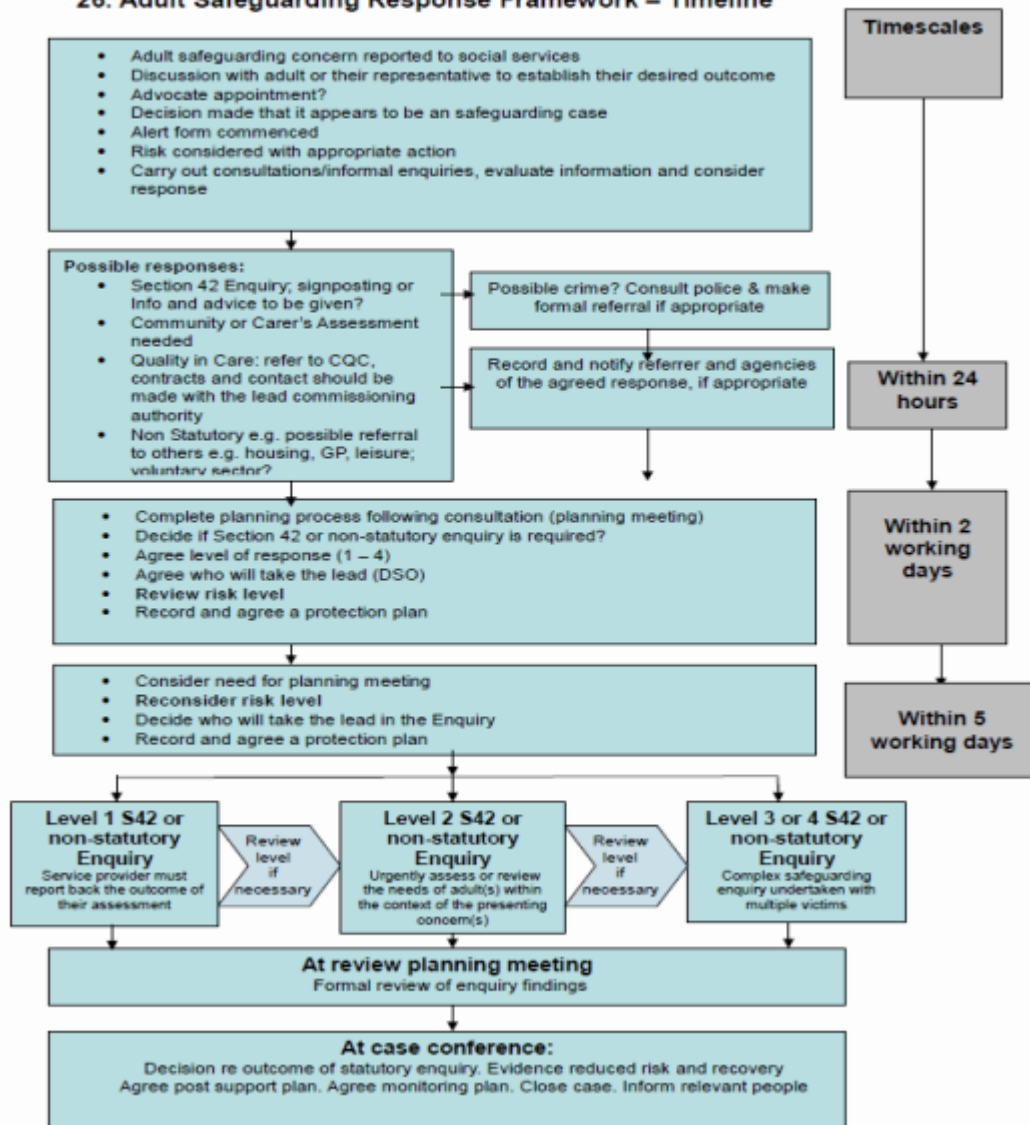 26. Adult Safeguarding Response Framework – Timeline
Timescales
• Adult safeguarding concern reported to social services
• Discussion with adult or their representative to establish their desired outcome
• Advocate appointment?
• Decision made that it appears to be an safeguarding case
• Alert form commenced
• Risk considered with appropriate action
• Carry out consultations/informal enquiries, evaluate information and consider
response
Possible responses:
• Section 42 Enquiry; signposting or
Info and advice to be given?
• Community or Carer's Assessment
needed
• Quality in Care: refer to CQC,
contracts and contact should be
made with the lead commissioning
authority
• Non Statutory e.g. possible referral
to others e.g. housing, GP, leisure;
voluntary sector?
Possible crime? Consult police & make
formal referral if appropriate
Record and notify referrer and agencies
of the agreed response, if appropriate
Within 24
hours
• Complete planning process following consultation (planning meeting)
• Decide if Section 42 or non-statutory enquiry is required?
• Agree level of response (1 – 4)
• Agree who will take the lead (DSO)
• Review risk level
• Record and agree a protection plan
Within 2
working
days
• Consider need for planning meeting
• Reconsider risk level
• Decide who will take the lead in the Enquiry
• Record and agree a protection plan
Within 5
working days
Level 1 S42 or
non-statutory
Enquiry
Service provider must
report back the outcome of
their assessment
Review
level
if
necessary
Level 2 S42 or
non-statutory
Enquiry
Urgently assess or review
the needs of adult(s) within
the context of the presenting
concern(s)
Review
level
if
necessary
Level 3 or 4 S42 or
non-statutory
Enquiry
Complex safeguarding
enquiry undertaken with
multiple victims
At review planning meeting
Formal review of enquiry findings
At case conference:
Decision re outcome of statutory enquiry. Evidence reduced risk and recovery
Agree post support plan. Agree monitoring plan. Close case. Inform relevant people